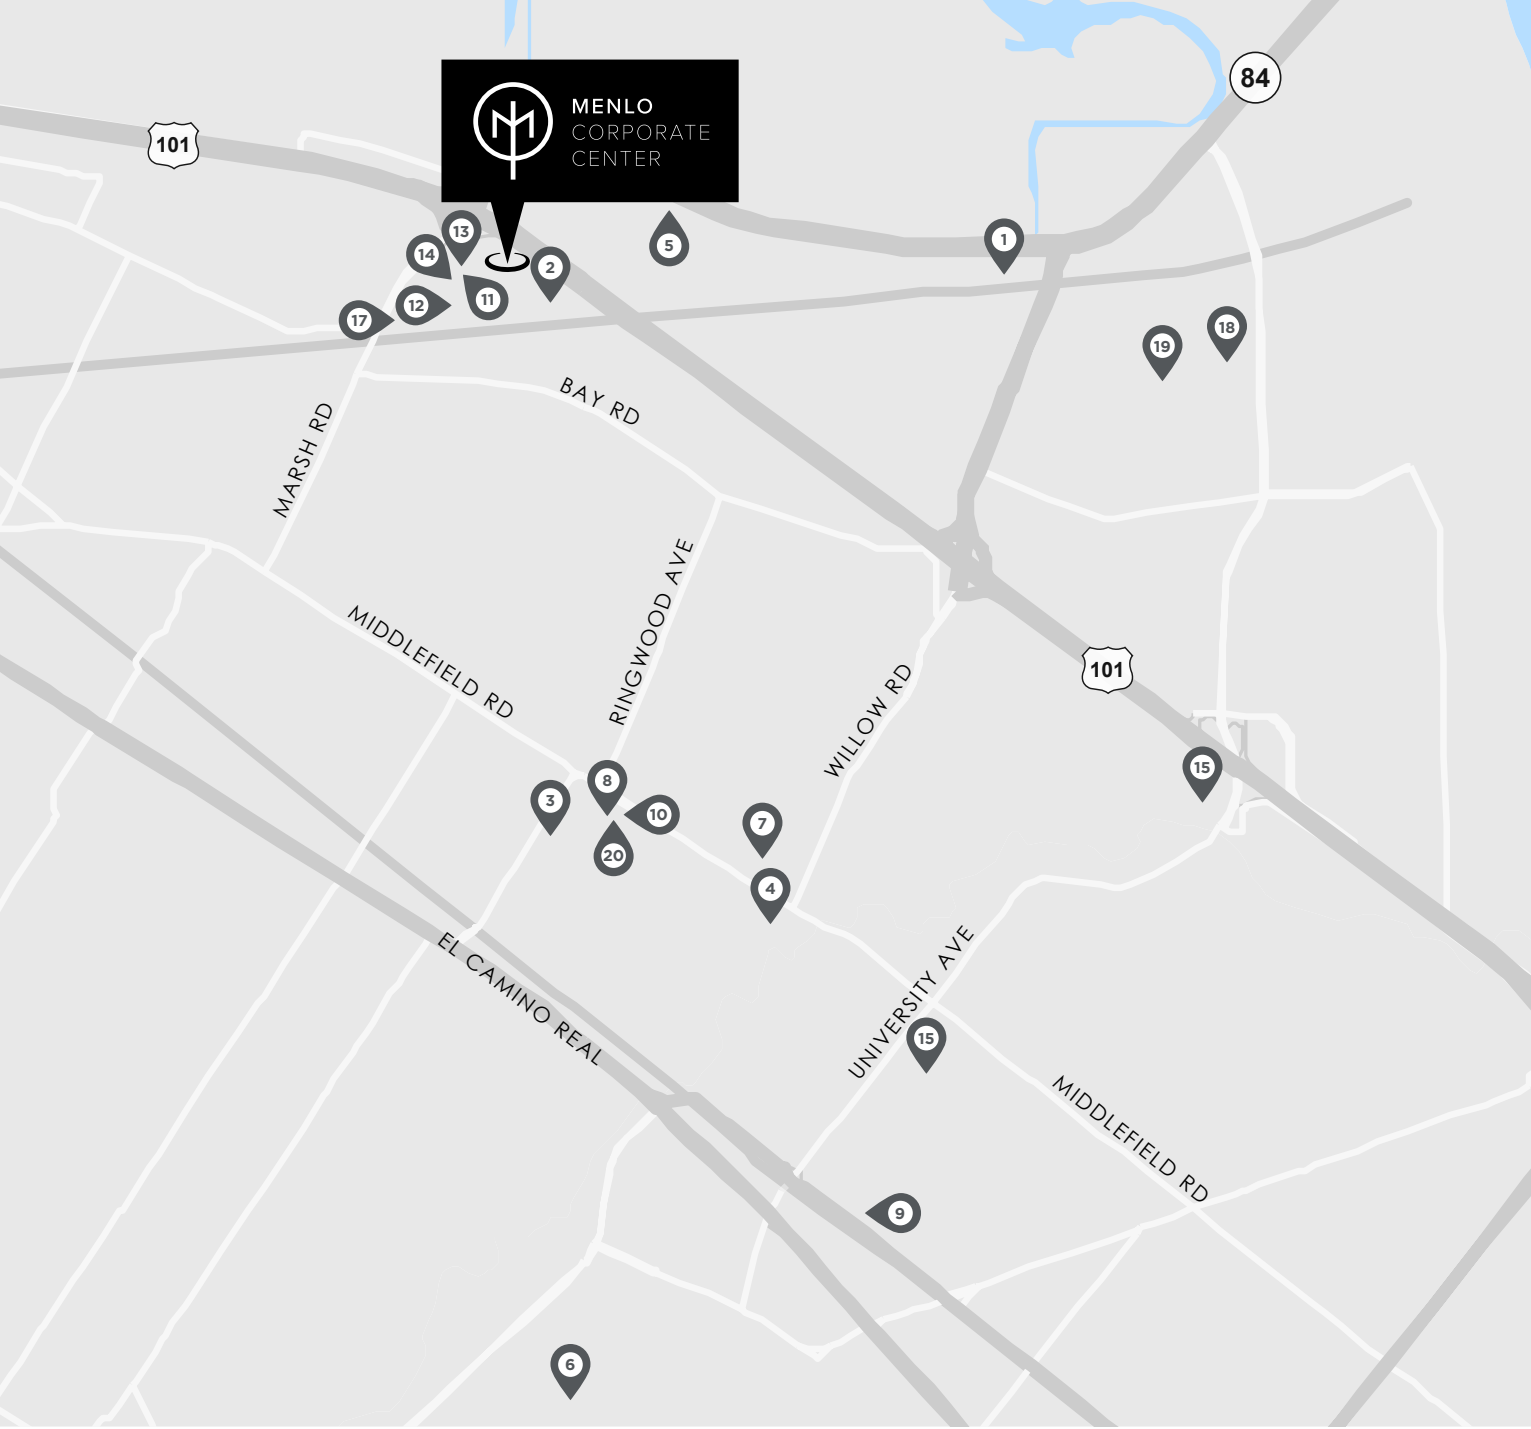 84
MENLO
CORPORATE
CENTER
101
13
5
1
14
2
11
12
17
18
19
BAY RD
MARSH RD
RINGWOOD AVE
MIDDLEFIELD RD
101
WILLOW RD
15
8
3
10
7
20
4
EL CAMINO REAL
UNIVERSITY AVE
15
MIDDLEFIELD RD
9
6